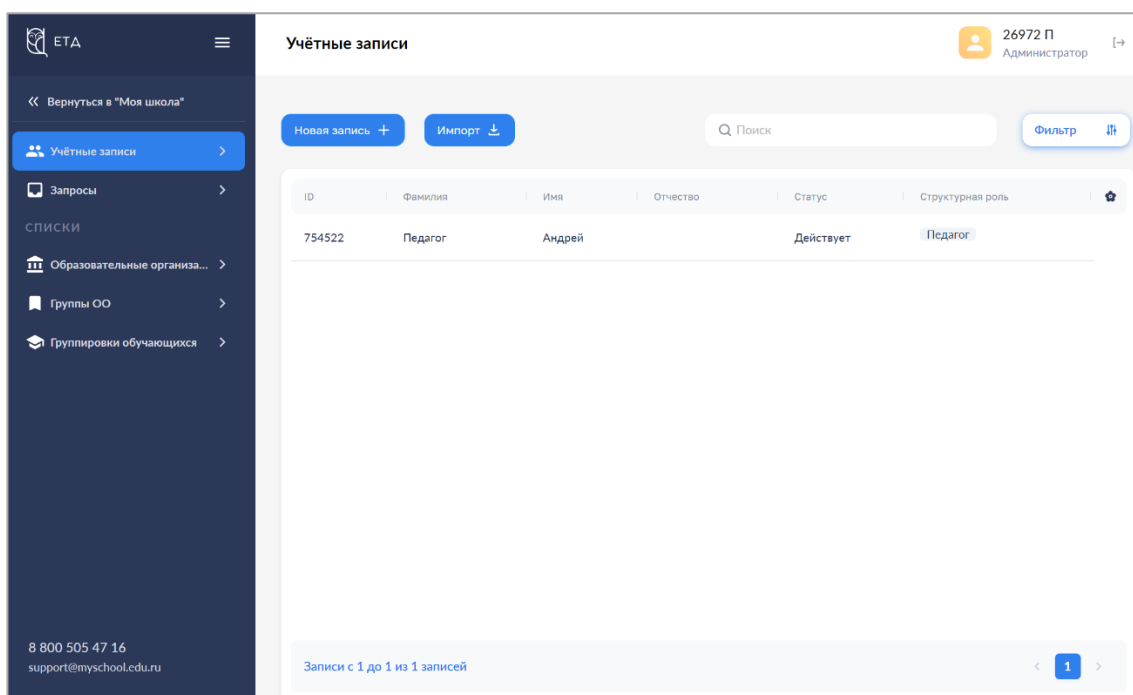 ЕТД
Учётные записи
26972 П
Администратор
Вернуться в "Моя школа"
Новая запись +
Импорт
Поиск
Фильтр
Учётные записи
Запросы
СПИСКИ
Образовательные организа...
Группы ОО
Группировки обучающихся
ID Фамилия Имя Отчество Статус Структурная роль
754522 Педагог Андрей Действует Педагог
8 800 505 47 16
support@myschool.edu.ru
Записи с 1 до 1 из 1 записей
1